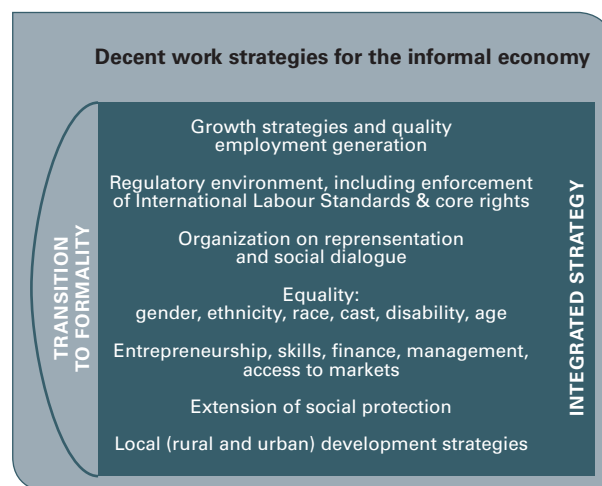 Decent work strategies for the informal economy
TRANSITION
TO FORMALITY
Growth strategies and quality
employment generation
Regulatory environment, including enforcement
of International Labour Standards & core rights
Organization on reprensentation
and social dialogue
Equality:
gender, ethnicity, race, cast, disability, age
Entrepreneurship, skills, finance, management,
access to markets
Extension of social protection
Local (rural and urban) development strategies
INTEGRATED STRATEGY